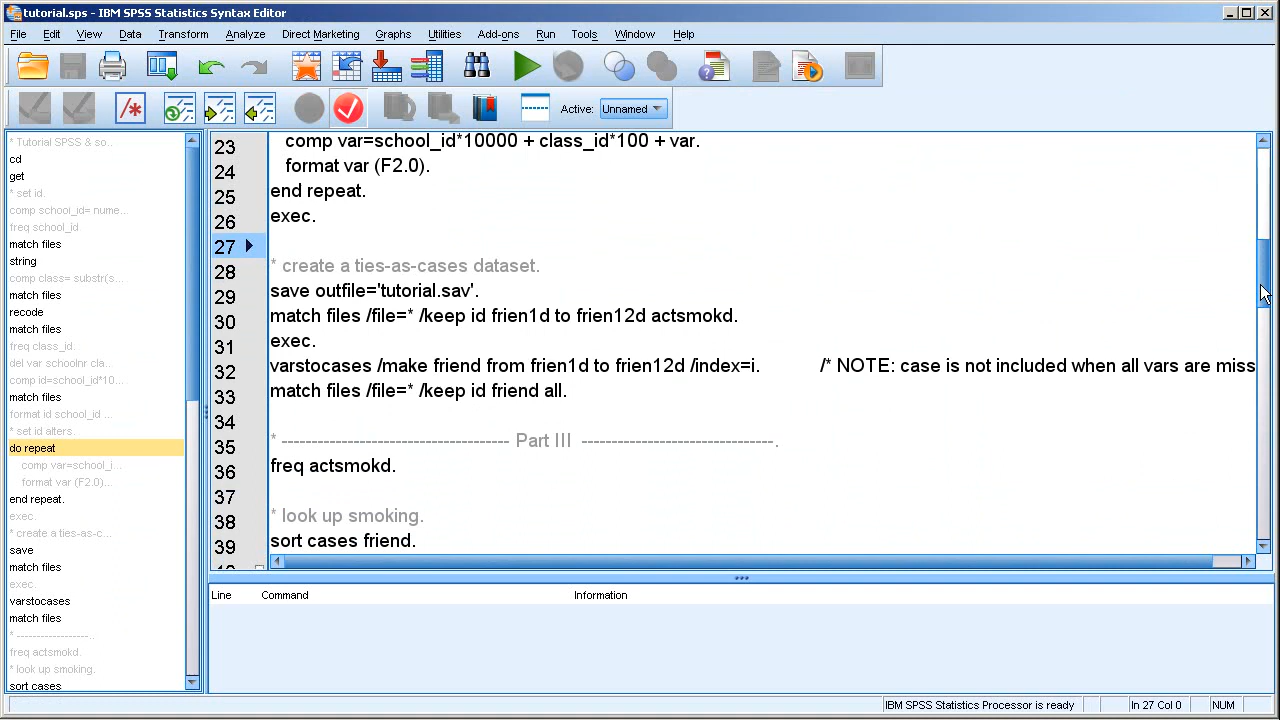 tutorial.sps - IBM SPSS Statistics Syntax Editor
File Edit View Data Transform Analyze Direct Marketing Graphs Utilities Add-ons Run Tools Window Help
Active: Unnamed
* Tutorial SPSS & so..
cd
get
* set id.
comp school_id= nume...
freq school_id
match files
string
comp class= substr(s...
match files
recode
match files
freq class_id.
del var schoolnr cla...
comp id=school_id*10...
match files
format id school_id ...
* set id alters.
do repeat
comp var=school_i...
format var (F2.0)...
end repeat.
exec.
* create a ties-as-c...
save
match files
exec.
varstocases
match files
* -------------------..
freq actsmokd.
* look up smoking.
sort cases
23 comp var=school_id*10000 + class_id*100 + var.
24 format var (F2.0).
25 end repeat.
26 exec.
27
28 * create a ties-as-cases dataset.
29 save outfile='tutorial.sav'.
30 match files /file=* /keep id frien1d to frien12d actsmokd.
31 exec.
32 varstocases /make friend from frien1d to frien12d /index=i. /* NOTE: case is not included when all vars are miss
33 match files /file=* /keep id friend all.
34
35 * -------------------------------------- Part III --------------------------------.
36 freq actsmokd.
37
38 * look up smoking.
39 sort cases friend.
Line Command Information
IBM SPSS Statistics Processor is ready In 27 Col 0 NUM